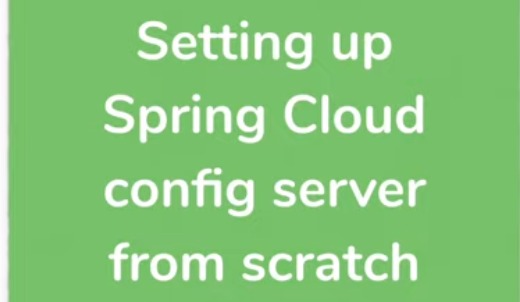 Setting up
Spring Cloud
config server
from scratch